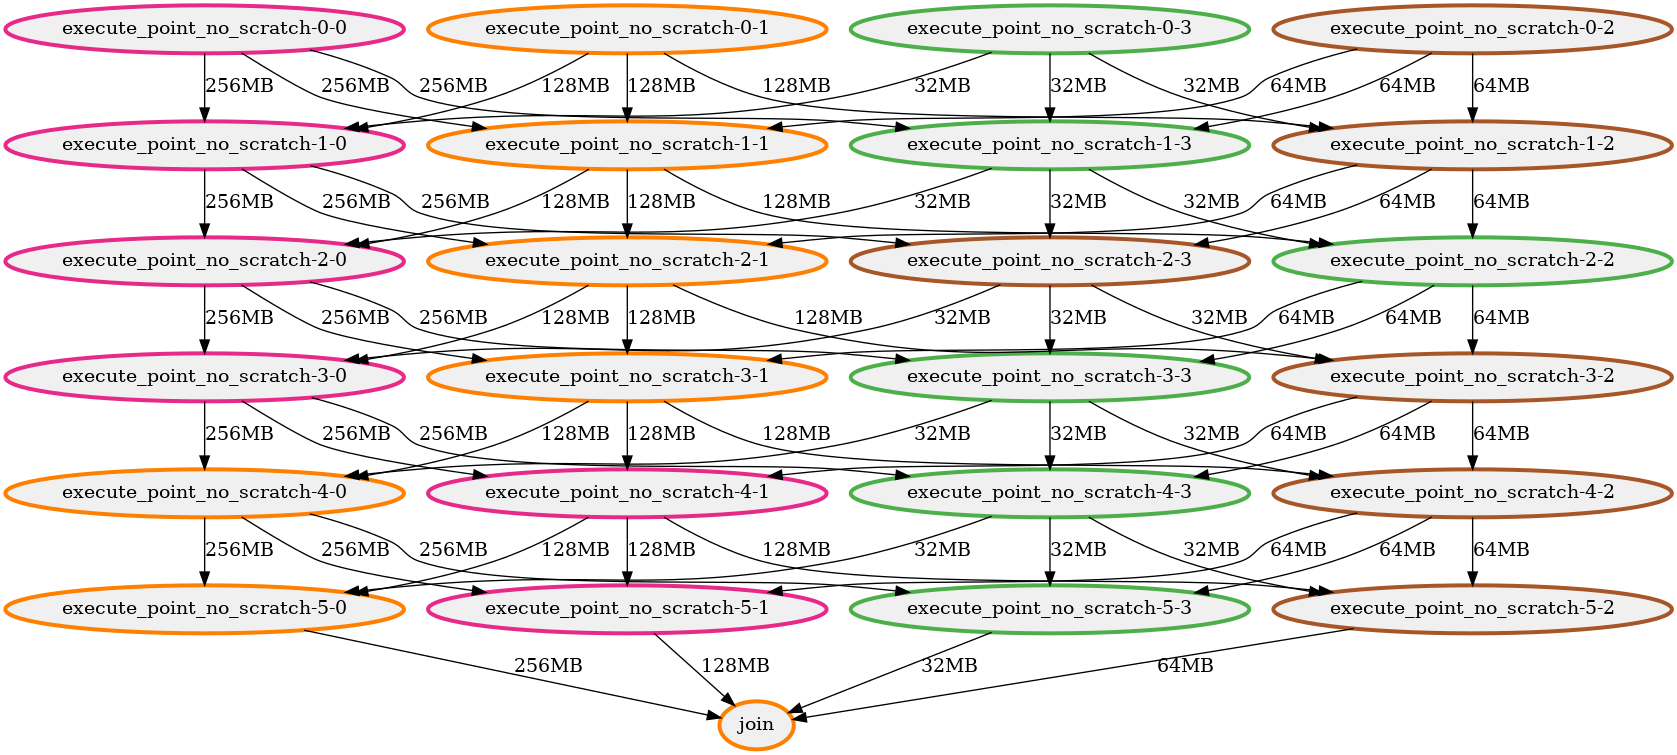 execute_point_no_scratch-0-0 execute_point_no_scratch-0-1 execute_point_no_scratch-0-3 execute_point_no_scratch-0-2
256MB 256MB 256MB 128MB 128MB 128MB 32MB 32MB 32MB 64MB 64MB 64MB
execute_point_no_scratch-1-0 execute_point_no_scratch-1-1 execute_point_no_scratch-1-3 execute_point_no_scratch-1-2
256MB 256MB 256MB 128MB 128MB 128MB 32MB 32MB 32MB 64MB 64MB 64MB
execute_point_no_scratch-2-0 execute_point_no_scratch-2-1 execute_point_no_scratch-2-3 execute_point_no_scratch-2-2
256MB 256MB 256MB 128MB 128MB 128MB 32MB 32MB 32MB 64MB 64MB 64MB
execute_point_no_scratch-3-0 execute_point_no_scratch-3-1 execute_point_no_scratch-3-3 execute_point_no_scratch-3-2
256MB 256MB 256MB 128MB 128MB 128MB 32MB 32MB 32MB 64MB 64MB 64MB
execute_point_no_scratch-4-0 execute_point_no_scratch-4-1 execute_point_no_scratch-4-3 execute_point_no_scratch-4-2
256MB 256MB 256MB 128MB 128MB 128MB 32MB 32MB 32MB 64MB 64MB 64MB
execute_point_no_scratch-5-0 execute_point_no_scratch-5-1 execute_point_no_scratch-5-3 execute_point_no_scratch-5-2
256MB 128MB 32MB 64MB
join